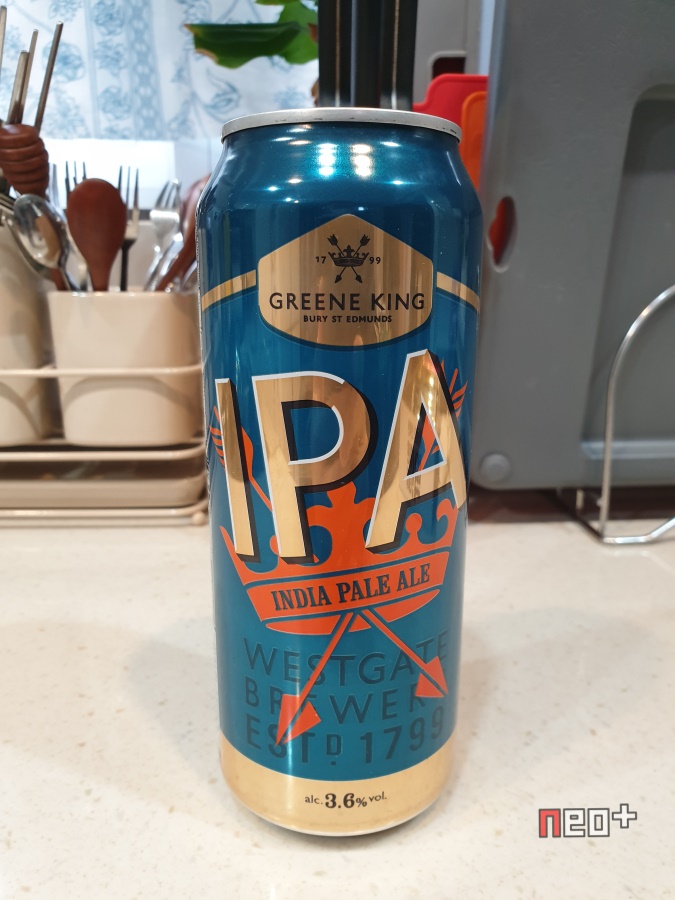 17 99
GREENE KING
BURY ST EDMUNDS
IPA
INDIA PALE ALE
WESTGATE
BREWERY
ESTD 1799
alc. 3.6% vol.
neo+